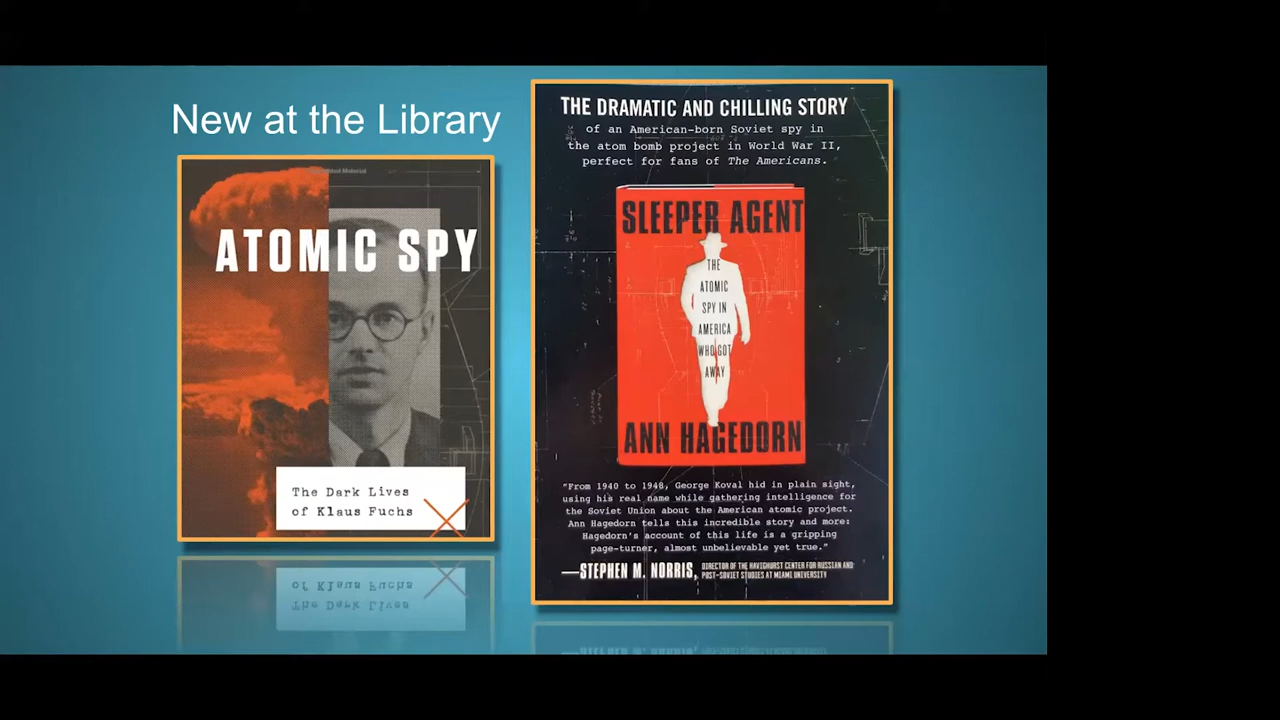 New at the Library
ATOMIC SPY
The Dark Lives
of Klaus Fuchs
THE DRAMATIC AND CHILLING STORY
of an American-born Soviet spy in
the atom bomb project in World War II,
perfect for fans of The Americans.
SLEEPER AGENT
THE
ATOMIC
SPY IN
AMERICA
WHO GOT
AWAY
ANN HAGEDORN
"From 1940 to 1948, George Koval hid in plain sight,
using his real name while gathering intelligence for
the Soviet Union about the American atomic project.
Ann Hagedorn tells this incredible story and more:
Hagedorn's account of this life is a gripping
page-turner, almost unbelievable yet true."
—STEPHEN M. NORRIS, DIRECTOR OF THE HAVIGHURST CENTER FOR RUSSIAN AND
POST-SOVIET STUDIES AT MIAMI UNIVERSITY